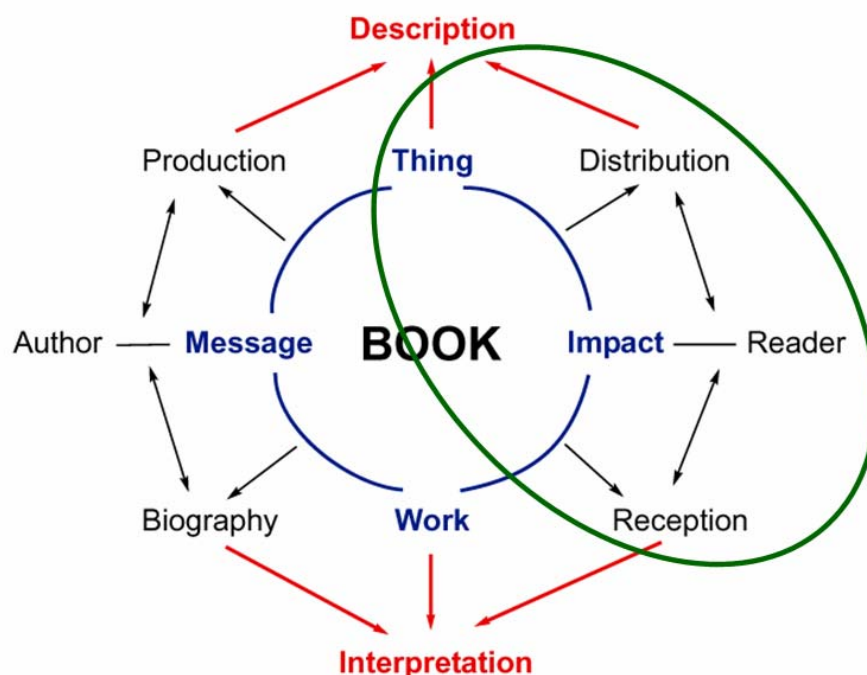 Description
Production
Thing
Distribution
Author
Message
BOOK
Impact
Reader
Biography
Work
Reception
Interpretation